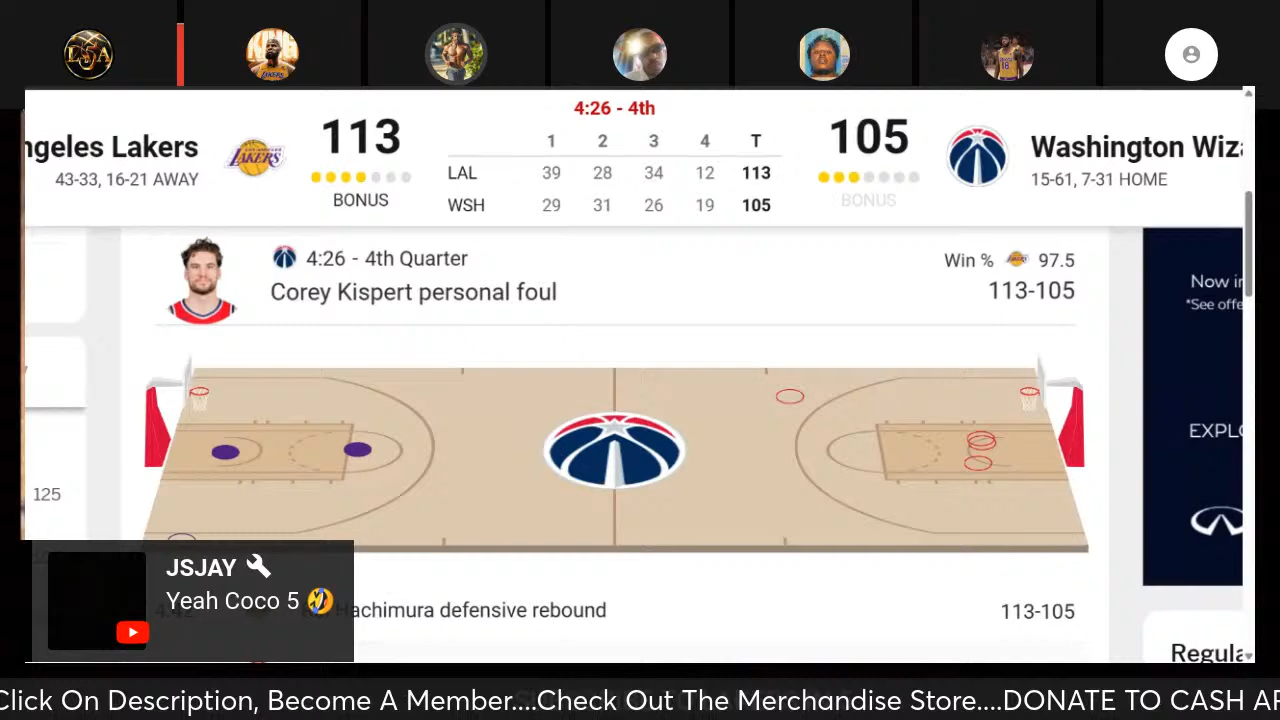 ngeles Lakers
43-33, 16-21 AWAY
LAKERS
113
BONUS
4:26 - 4th
1 2 3 4 T
LAL 39 28 34 12 113
WSH 29 31 26 19 105
105
BONUS
Washington Wiz
15-61, 7-31 HOME
4:26 - 4th Quarter
Corey Kispert personal foul
Win % 97.5
113-105
Now in
*See offe
EXPLO
125
JSJAY
Yeah Coco 5 🤣
Hachimura defensive rebound
113-105
Regula
Click On Description, Become A Member....Check Out The Merchandise Store....DONATE TO CASH AP